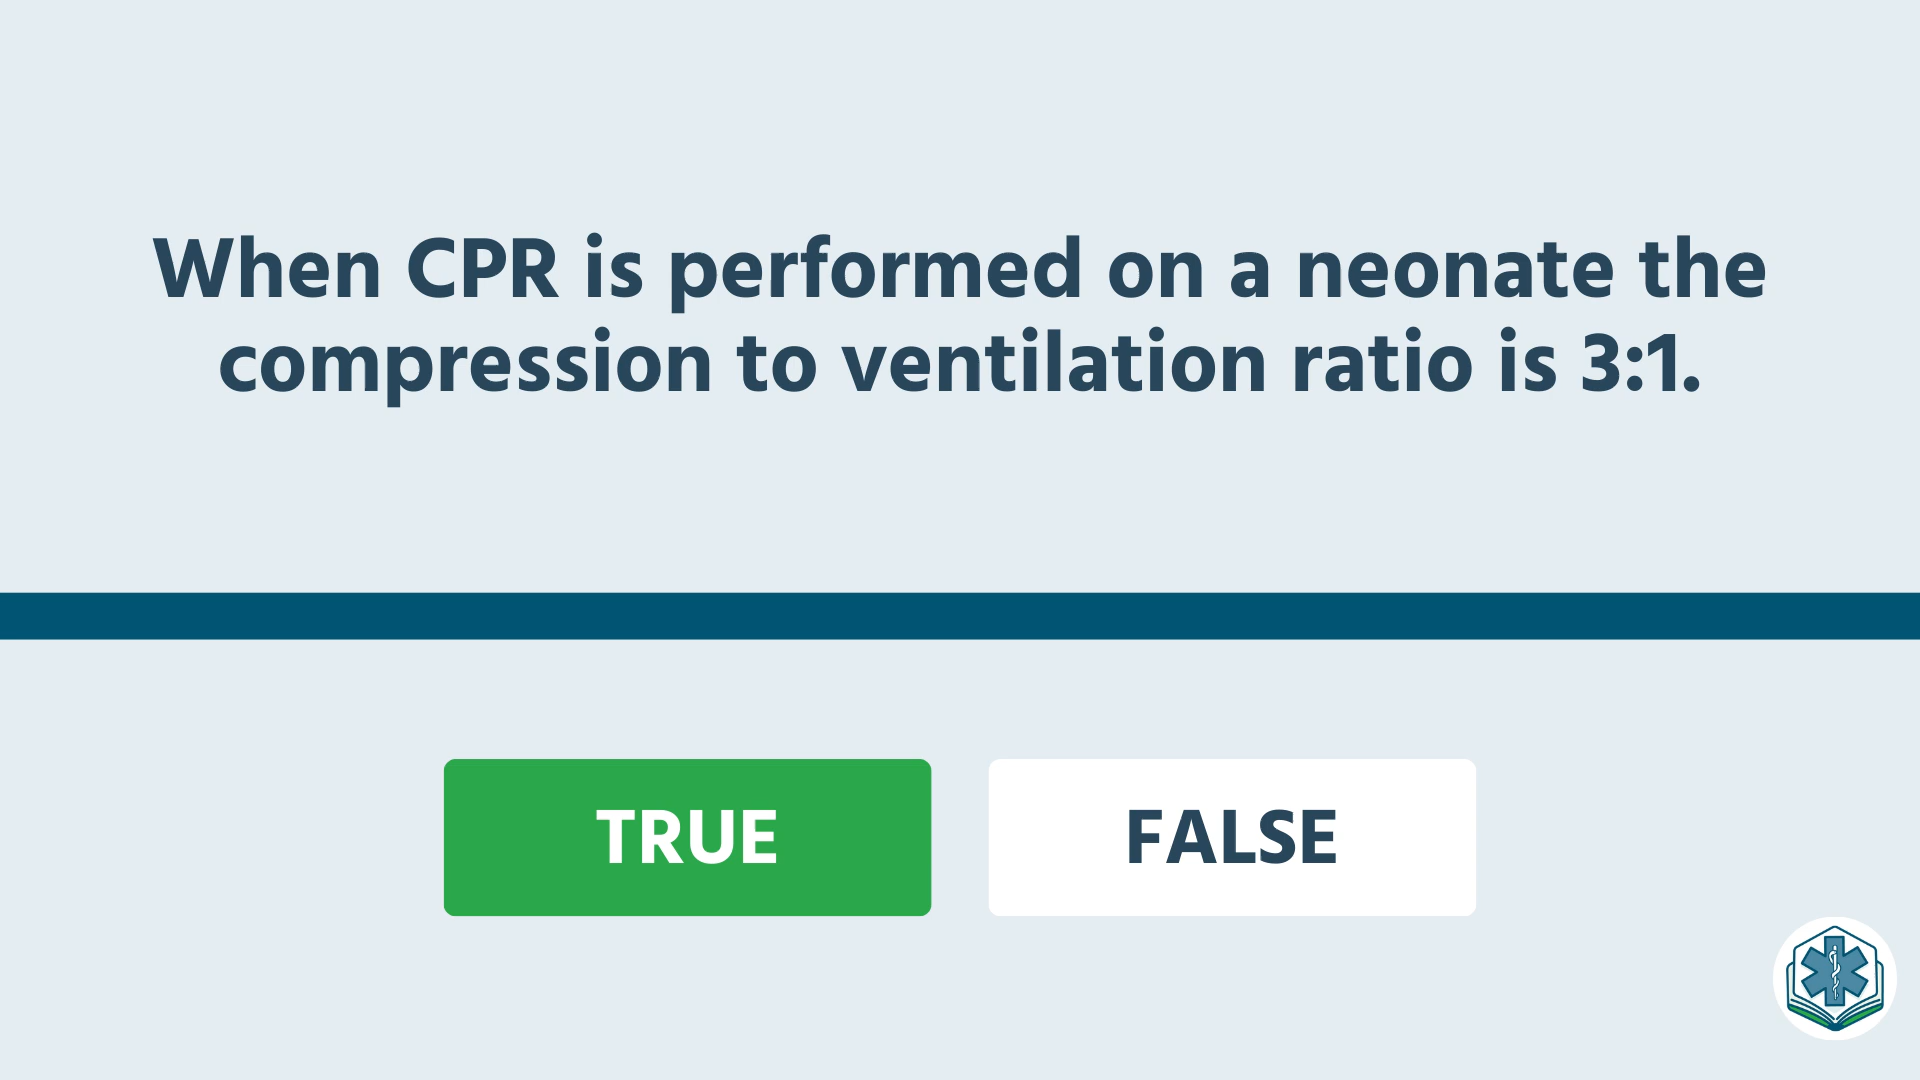 When CPR is performed on a neonate the
compression to ventilation ratio is 3:1.
TRUE
FALSE